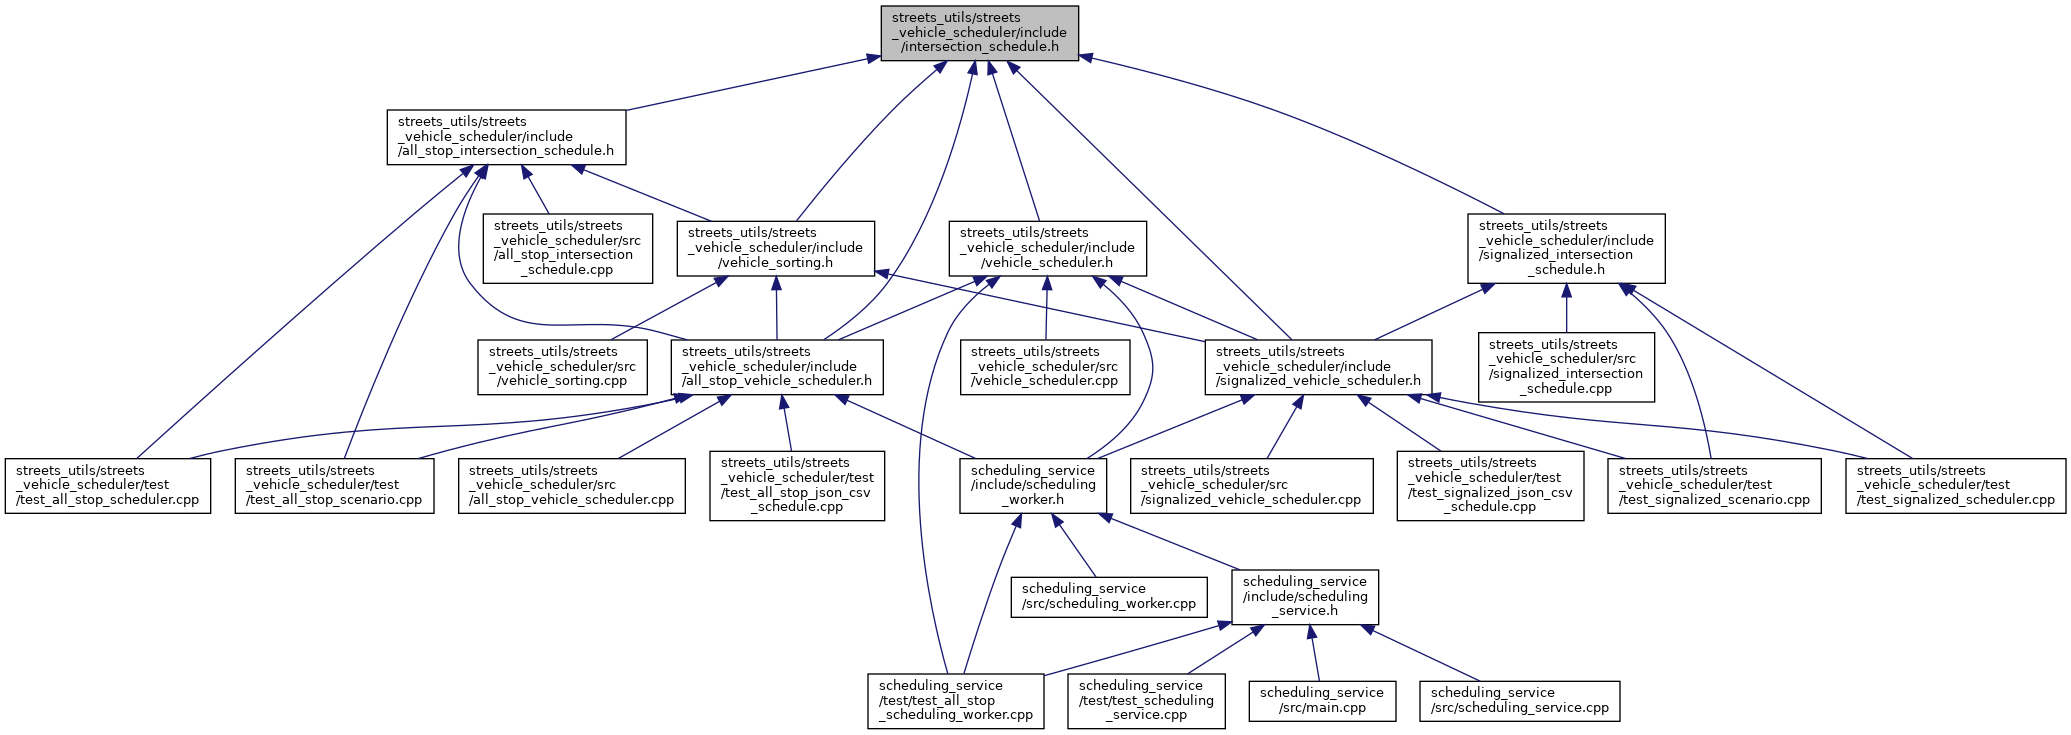 streets_utils/streets
_vehicle_scheduler/include
/intersection_schedule.h
streets_utils/streets
_vehicle_scheduler/include
/all_stop_intersection_schedule.h
streets_utils/streets
_vehicle_scheduler/src
/all_stop_intersection
_schedule.cpp
streets_utils/streets
_vehicle_scheduler/include
/vehicle_sorting.h
streets_utils/streets
_vehicle_scheduler/include
/vehicle_scheduler.h
streets_utils/streets
_vehicle_scheduler/include
/signalized_intersection
_schedule.h
streets_utils/streets
_vehicle_scheduler/src
/vehicle_sorting.cpp
streets_utils/streets
_vehicle_scheduler/include
/all_stop_vehicle_scheduler.h
streets_utils/streets
_vehicle_scheduler/src
/vehicle_scheduler.cpp
streets_utils/streets
_vehicle_scheduler/include
/signalized_vehicle_scheduler.h
streets_utils/streets
_vehicle_scheduler/src
/signalized_intersection
_schedule.cpp
streets_utils/streets
_vehicle_scheduler/test
/test_all_stop_scheduler.cpp
streets_utils/streets
_vehicle_scheduler/test
/test_all_stop_scenario.cpp
streets_utils/streets
_vehicle_scheduler/src
/all_stop_vehicle_scheduler.cpp
streets_utils/streets
_vehicle_scheduler/test
/test_all_stop_json_csv
_schedule.cpp
scheduling_service
/include/scheduling
_worker.h
streets_utils/streets
_vehicle_scheduler/src
/signalized_vehicle_scheduler.cpp
streets_utils/streets
_vehicle_scheduler/test
/test_signalized_json_csv
_schedule.cpp
streets_utils/streets
_vehicle_scheduler/test
/test_signalized_scenario.cpp
streets_utils/streets
_vehicle_scheduler/test
/test_signalized_scheduler.cpp
scheduling_service
/src/scheduling_worker.cpp
scheduling_service
/include/scheduling
_service.h
scheduling_service
/test/test_all_stop
_scheduling_worker.cpp
scheduling_service
/test/test_scheduling
_service.cpp
scheduling_service
/src/main.cpp
scheduling_service
/src/scheduling_service.cpp